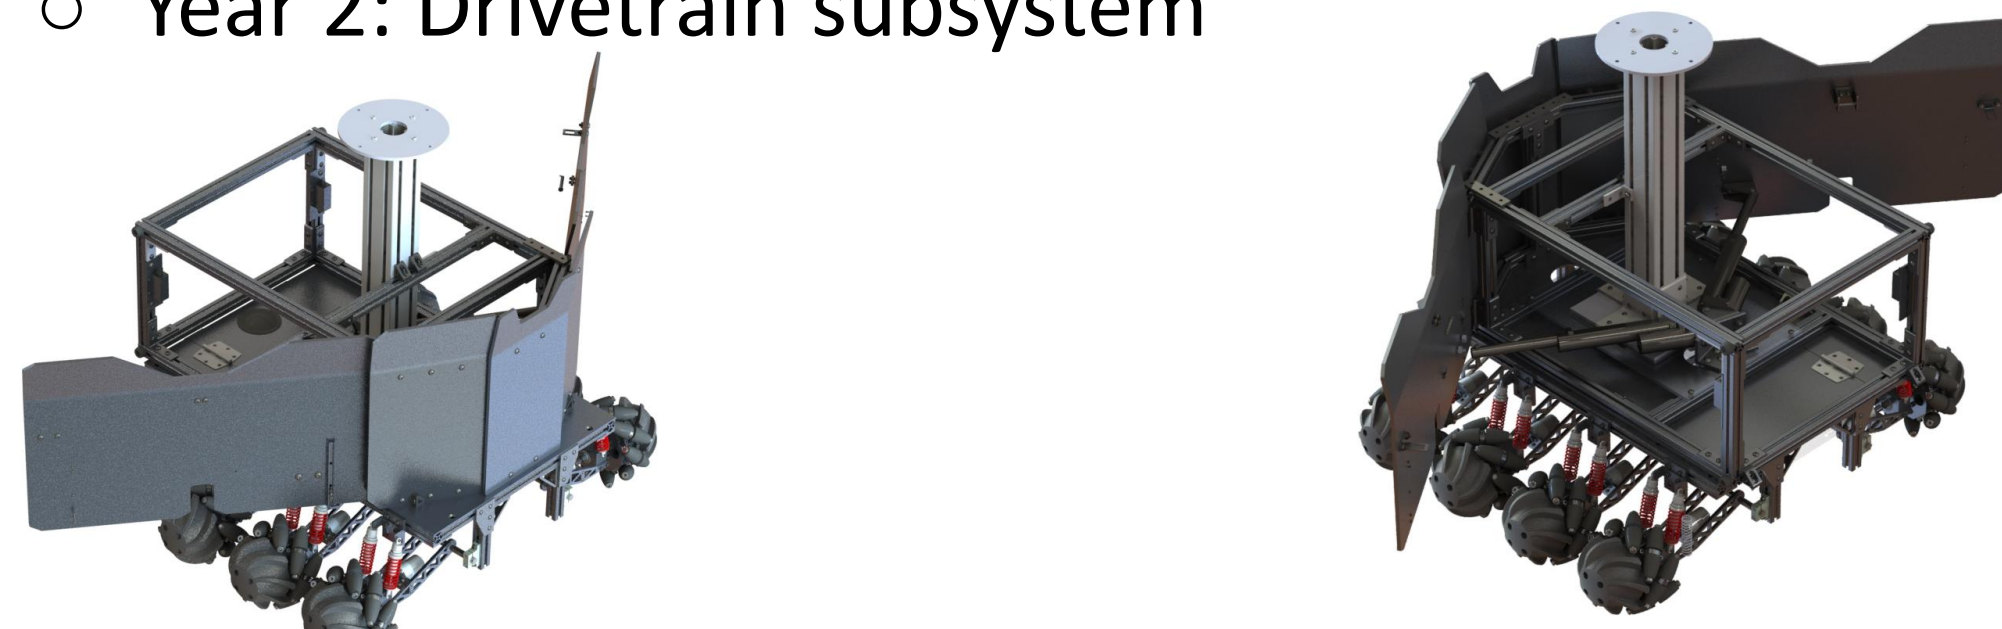 ○ Year 2: Drivetrain subsystem